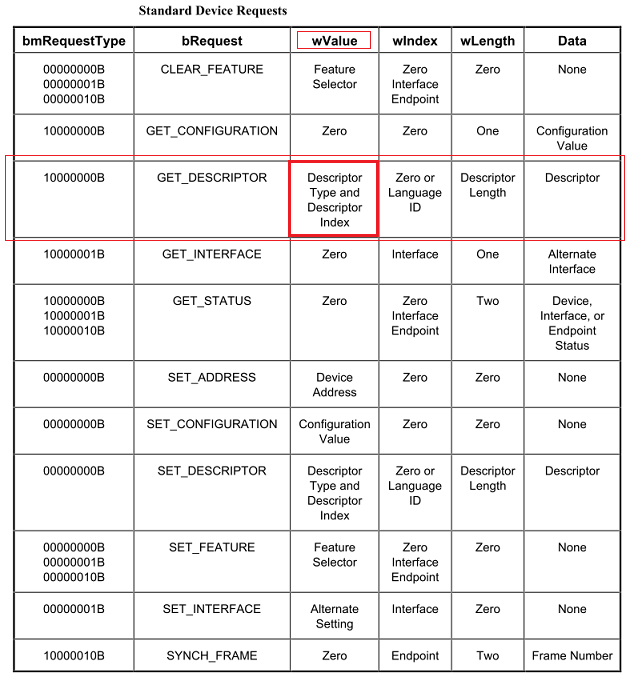 Standard Device Requests
bmRequestType bRequest wValue wIndex wLength Data
00000000B CLEAR_FEATURE Feature Zero Zero None
00000001B Selector Interface
00000010B Endpoint
10000000B GET_CONFIGURATION Zero Zero One Configuration
Value
10000000B GET_DESCRIPTOR Descriptor Zero or Descriptor Descriptor
Type and Language Length
Descriptor ID
Index
10000001B GET_INTERFACE Zero Interface One Alternate
Interface
10000000B GET_STATUS Zero Zero Two Device,
10000001B Interface Interface, or
10000010B Endpoint Endpoint
Status
00000000B SET_ADDRESS Device Zero Zero None
Address
00000000B SET_CONFIGURATION Configuration Zero Zero None
Value
00000000B SET_DESCRIPTOR Descriptor Zero or Descriptor Descriptor
Type and Language Length
Descriptor ID
Index
00000000B SET_FEATURE Feature Zero Zero None
00000001B Selector Interface
00000010B Endpoint
00000001B SET_INTERFACE Alternate Interface Zero None
Setting
10000010B SYNCH_FRAME Zero Endpoint Two Frame Number